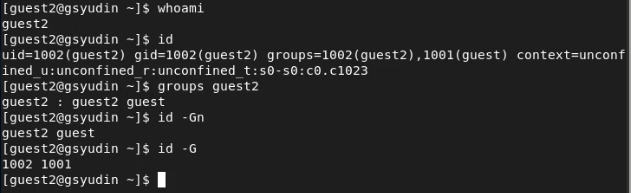 [guest2@gsyudin ~]$ whoami
guest2
[guest2@gsyudin ~]$ id
uid=1002(guest2) gid=1002(guest2) groups=1002(guest2),1001(guest) context=unconf
ined_u:unconfined_r:unconfined_t:s0-s0:c0.c1023
[guest2@gsyudin ~]$ groups guest2
guest2 : guest2 guest
[guest2@gsyudin ~]$ id -Gn
guest2 guest
[guest2@gsyudin ~]$ id -G
1002 1001
[guest2@gsyudin ~]$